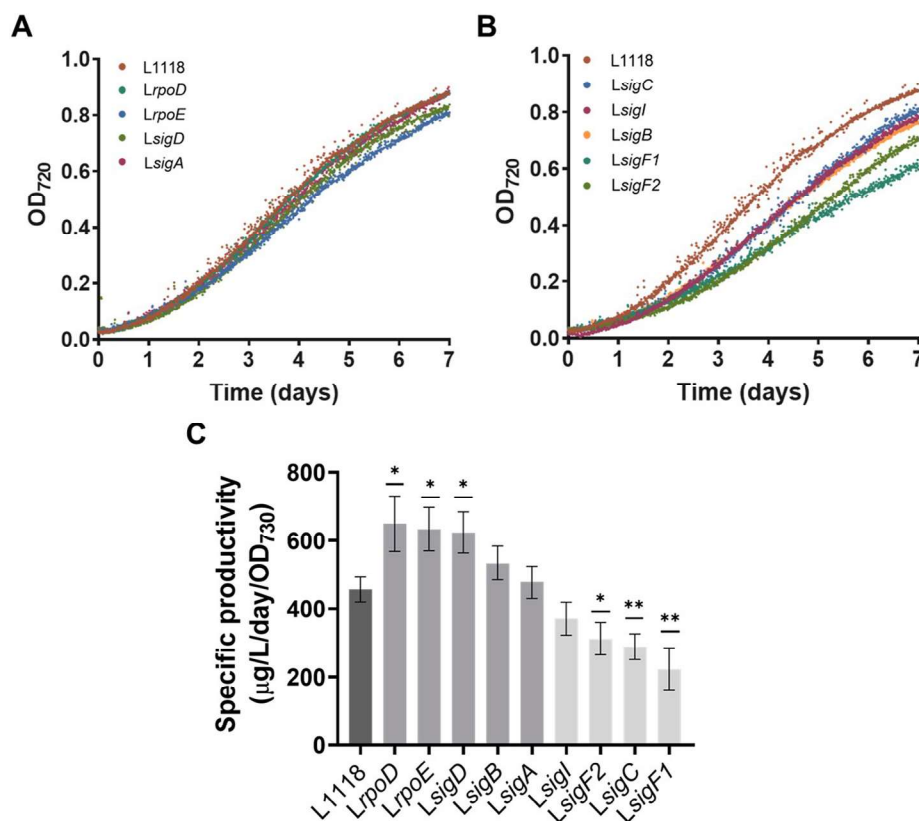 A
L1118
LrpoD
LrpoE
LsigD
LsigA
OD720
1.0
0.8
0.6
0.4
0.2
0.0
0 1 2 3 4 5 6 7
Time (days)
B
L1118
LsigC
LsigI
LsigB
LsigF1
LsigF2
OD720
1.0
0.8
0.6
0.4
0.2
0.0
0 1 2 3 4 5 6 7
Time (days)
C
Specific productivity
(µg/L/day/OD730)
800
600
400
200
0
* * * * ** **
L1118 LrpoD LrpoE LsigD LsigB LsigA LsigI LsigF2 LsigC LsigF1